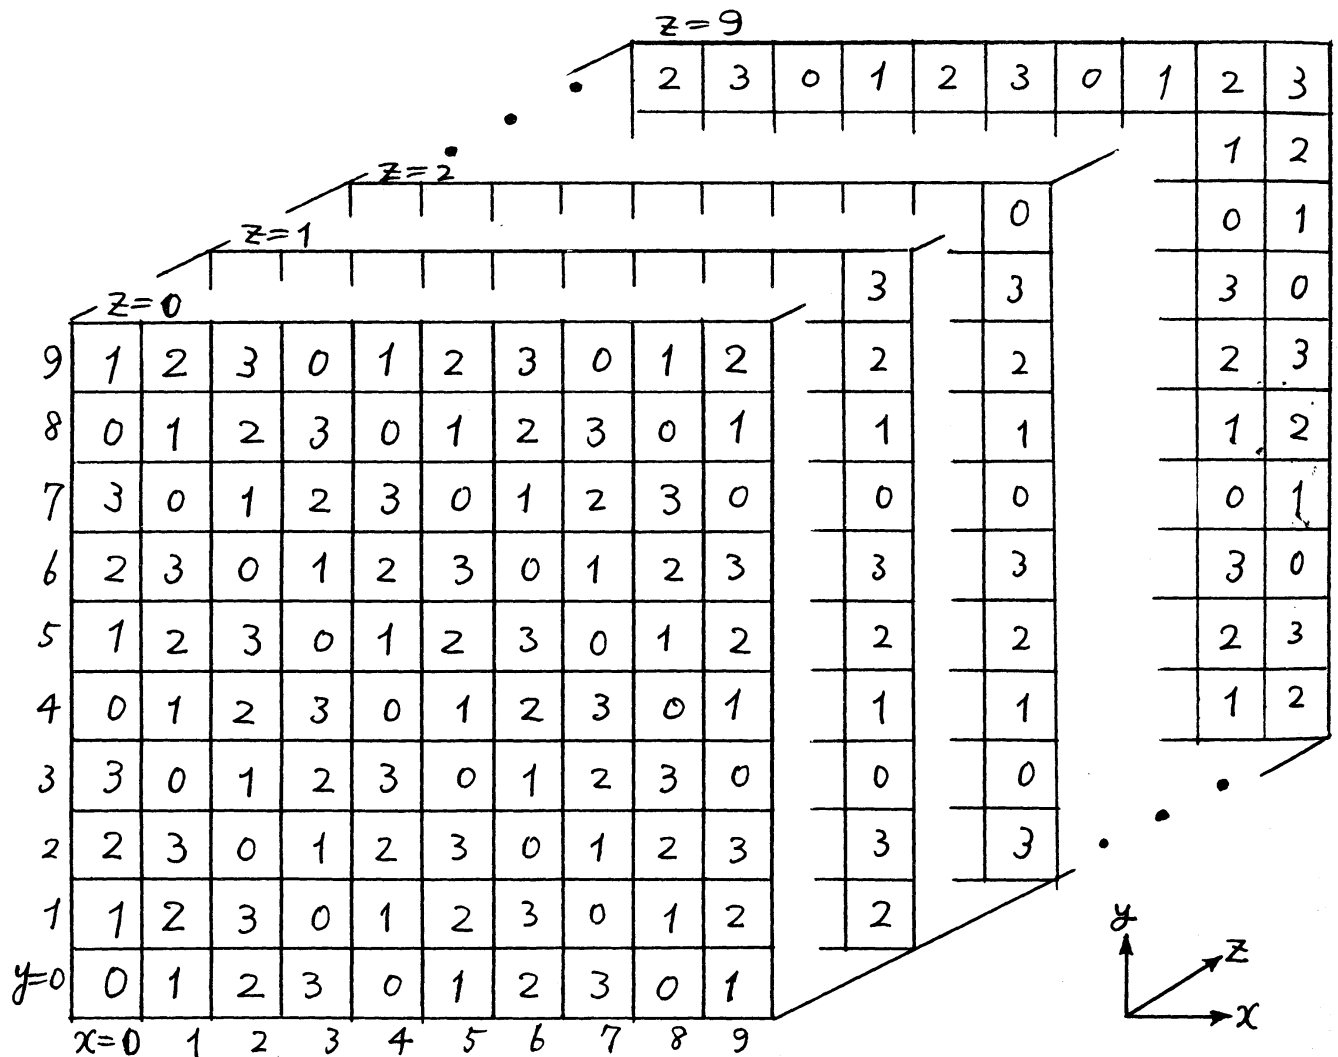 z=9
2 3 0 1 2 3 0 1 2 3
1 2
z=2
0 0 1
z=1
3 3 3 0
z=0
9 1 2 3 0 1 2 3 0 1 2 2 2 2 3
8 0 1 2 3 0 1 2 3 0 1 1 1 1 2
7 3 0 1 2 3 0 1 2 3 0 0 0 0 1
6 2 3 0 1 2 3 0 1 2 3 3 3 3 0
5 1 2 3 0 1 2 3 0 1 2 2 2 2 3
4 0 1 2 3 0 1 2 3 0 1 1 1 1 2
3 3 0 1 2 3 0 1 2 3 0 0 0
2 2 3 0 1 2 3 0 1 2 3 3 3
1 1 2 3 0 1 2 3 0 1 2 2
y=0 0 1 2 3 0 1 2 3 0 1
x=0 1 2 3 4 5 6 7 8 9
y
z
x